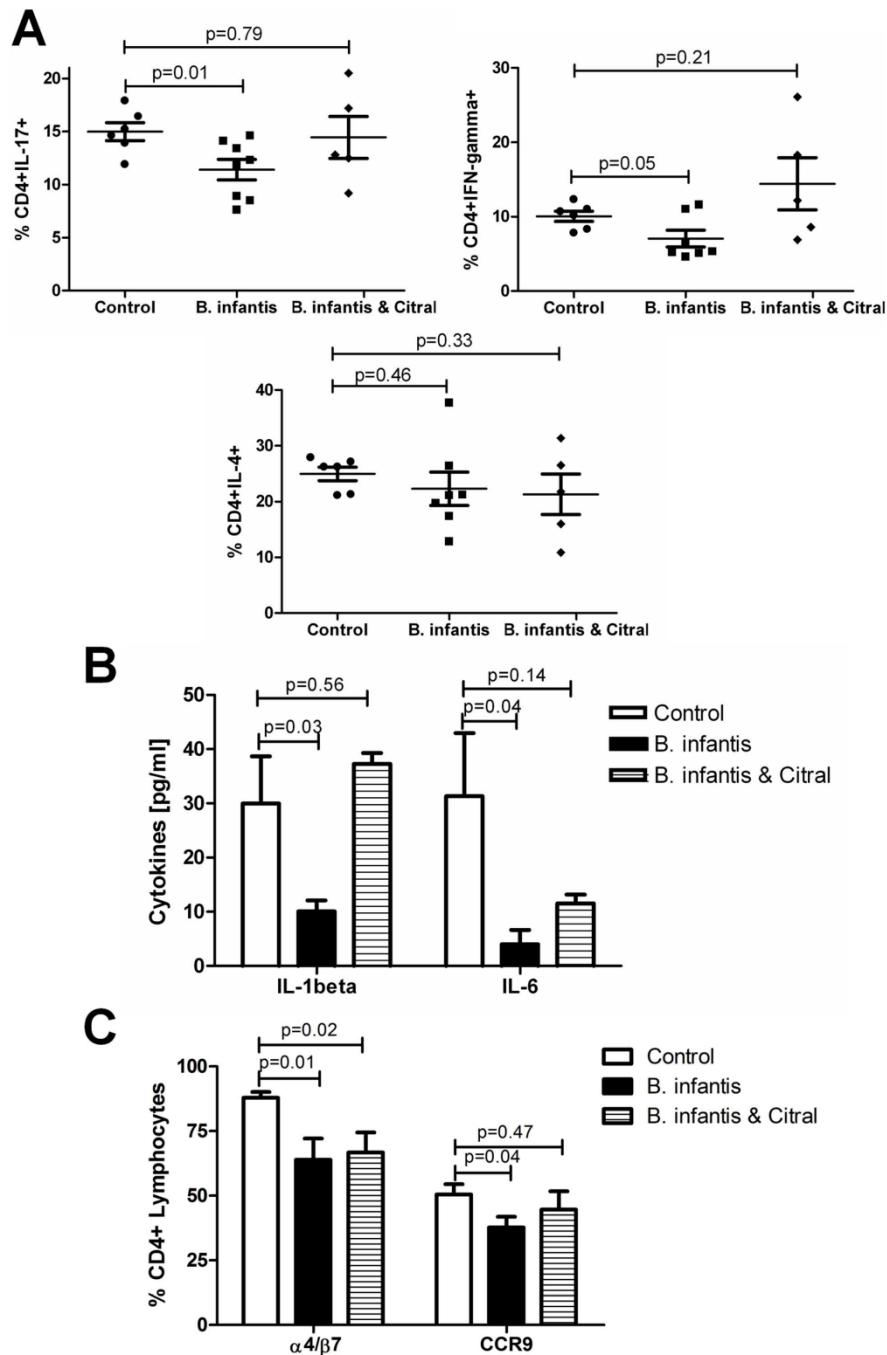 A
p=0.79
p=0.01
% CD4+IL-17+
20
15
10
5
0
Control B. infantis B. infantis & Citral
p=0.21
p=0.05
% CD4+IFN-gamma+
30
20
10
0
Control B. infantis B. infantis & Citral
p=0.33
p=0.46
% CD4+IL-4+
40
30
20
10
0
Control B. infantis B. infantis & Citral
B
p=0.56
p=0.03
p=0.14
p=0.04
Cytokines [pg/ml]
50
40
30
20
10
0
IL-1beta IL-6
Control
B. infantis
B. infantis & Citral
C
p=0.02
p=0.01
p=0.47
p=0.04
% CD4+ Lymphocytes
100
75
50
25
0
α4/β7 CCR9
Control
B. infantis
B. infantis & Citral